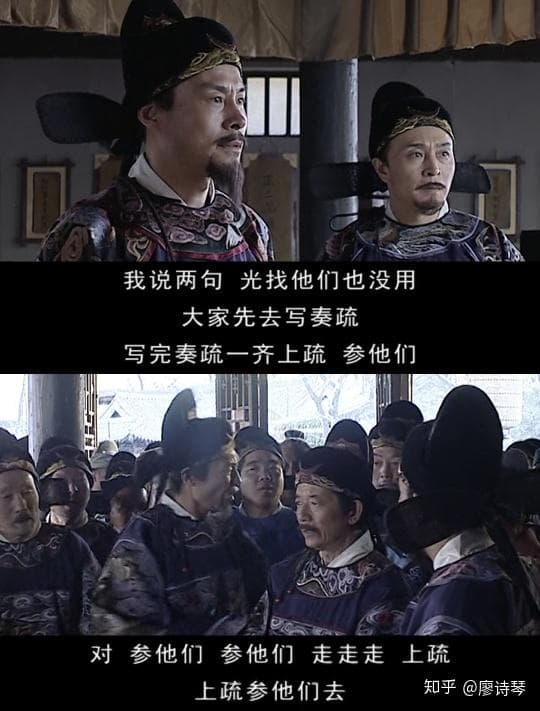 我说两句 光找他们也没用
大家先去写奏疏
写完奏疏一齐上疏 参他们
对 参他们 参他们 走走走 上疏
上疏参他们去
知乎 @廖诗琴